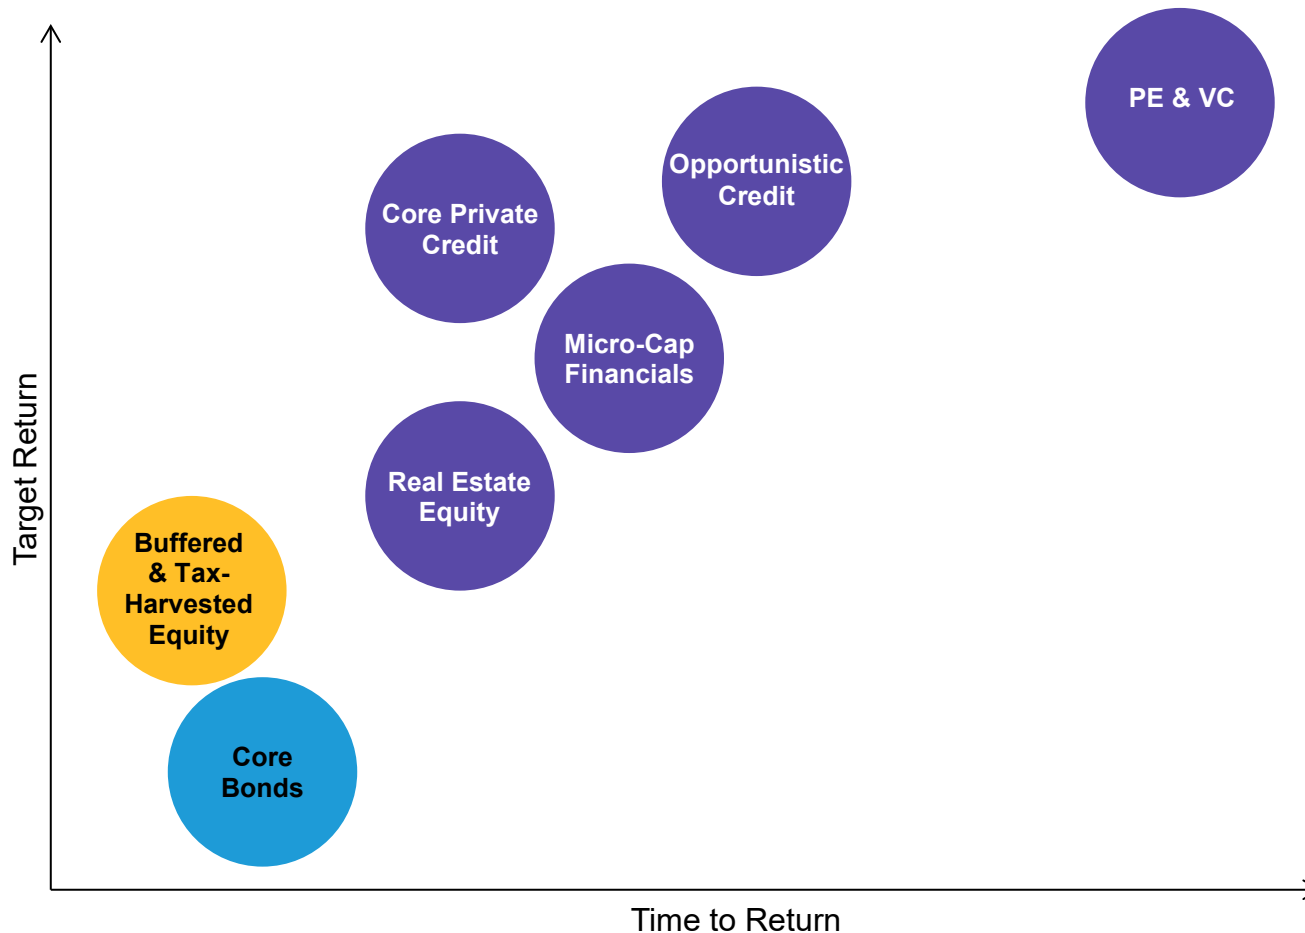 PE & VC
Opportunistic
Credit
Core Private
Credit
Micro-Cap
Financials
Real Estate
Equity
Buffered
& Tax-
Harvested
Equity
Core
Bonds
Target Return
Time to Return